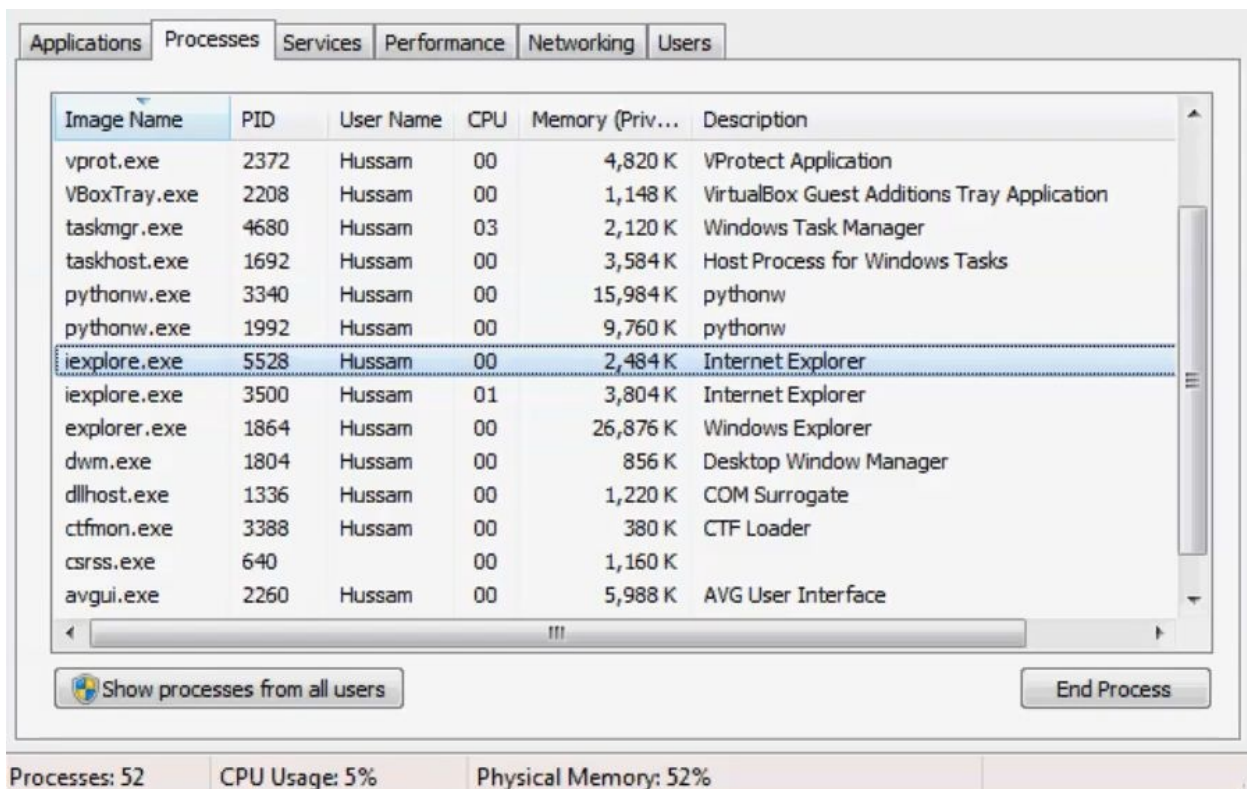 Applications Processes Services Performance Networking Users
Image Name PID User Name CPU Memory (Priv... Description
vprot.exe 2372 Hussam 00 4,820 K VProtect Application
VBoxTray.exe 2208 Hussam 00 1,148 K VirtualBox Guest Additions Tray Application
taskmgr.exe 4680 Hussam 03 2,120 K Windows Task Manager
taskhost.exe 1692 Hussam 00 3,584 K Host Process for Windows Tasks
pythonw.exe 3340 Hussam 00 15,984 K pythonw
pythonw.exe 1992 Hussam 00 9,760 K pythonw
iexplore.exe 5528 Hussam 00 2,484 K Internet Explorer
iexplore.exe 3500 Hussam 01 3,804 K Internet Explorer
explorer.exe 1864 Hussam 00 26,876 K Windows Explorer
dwm.exe 1804 Hussam 00 856 K Desktop Window Manager
dllhost.exe 1336 Hussam 00 1,220 K COM Surrogate
ctfmon.exe 3388 Hussam 00 380 K CTF Loader
csrss.exe 640 00 1,160 K
avgui.exe 2260 Hussam 00 5,988 K AVG User Interface
Show processes from all users End Process
Processes: 52 CPU Usage: 5% Physical Memory: 52%